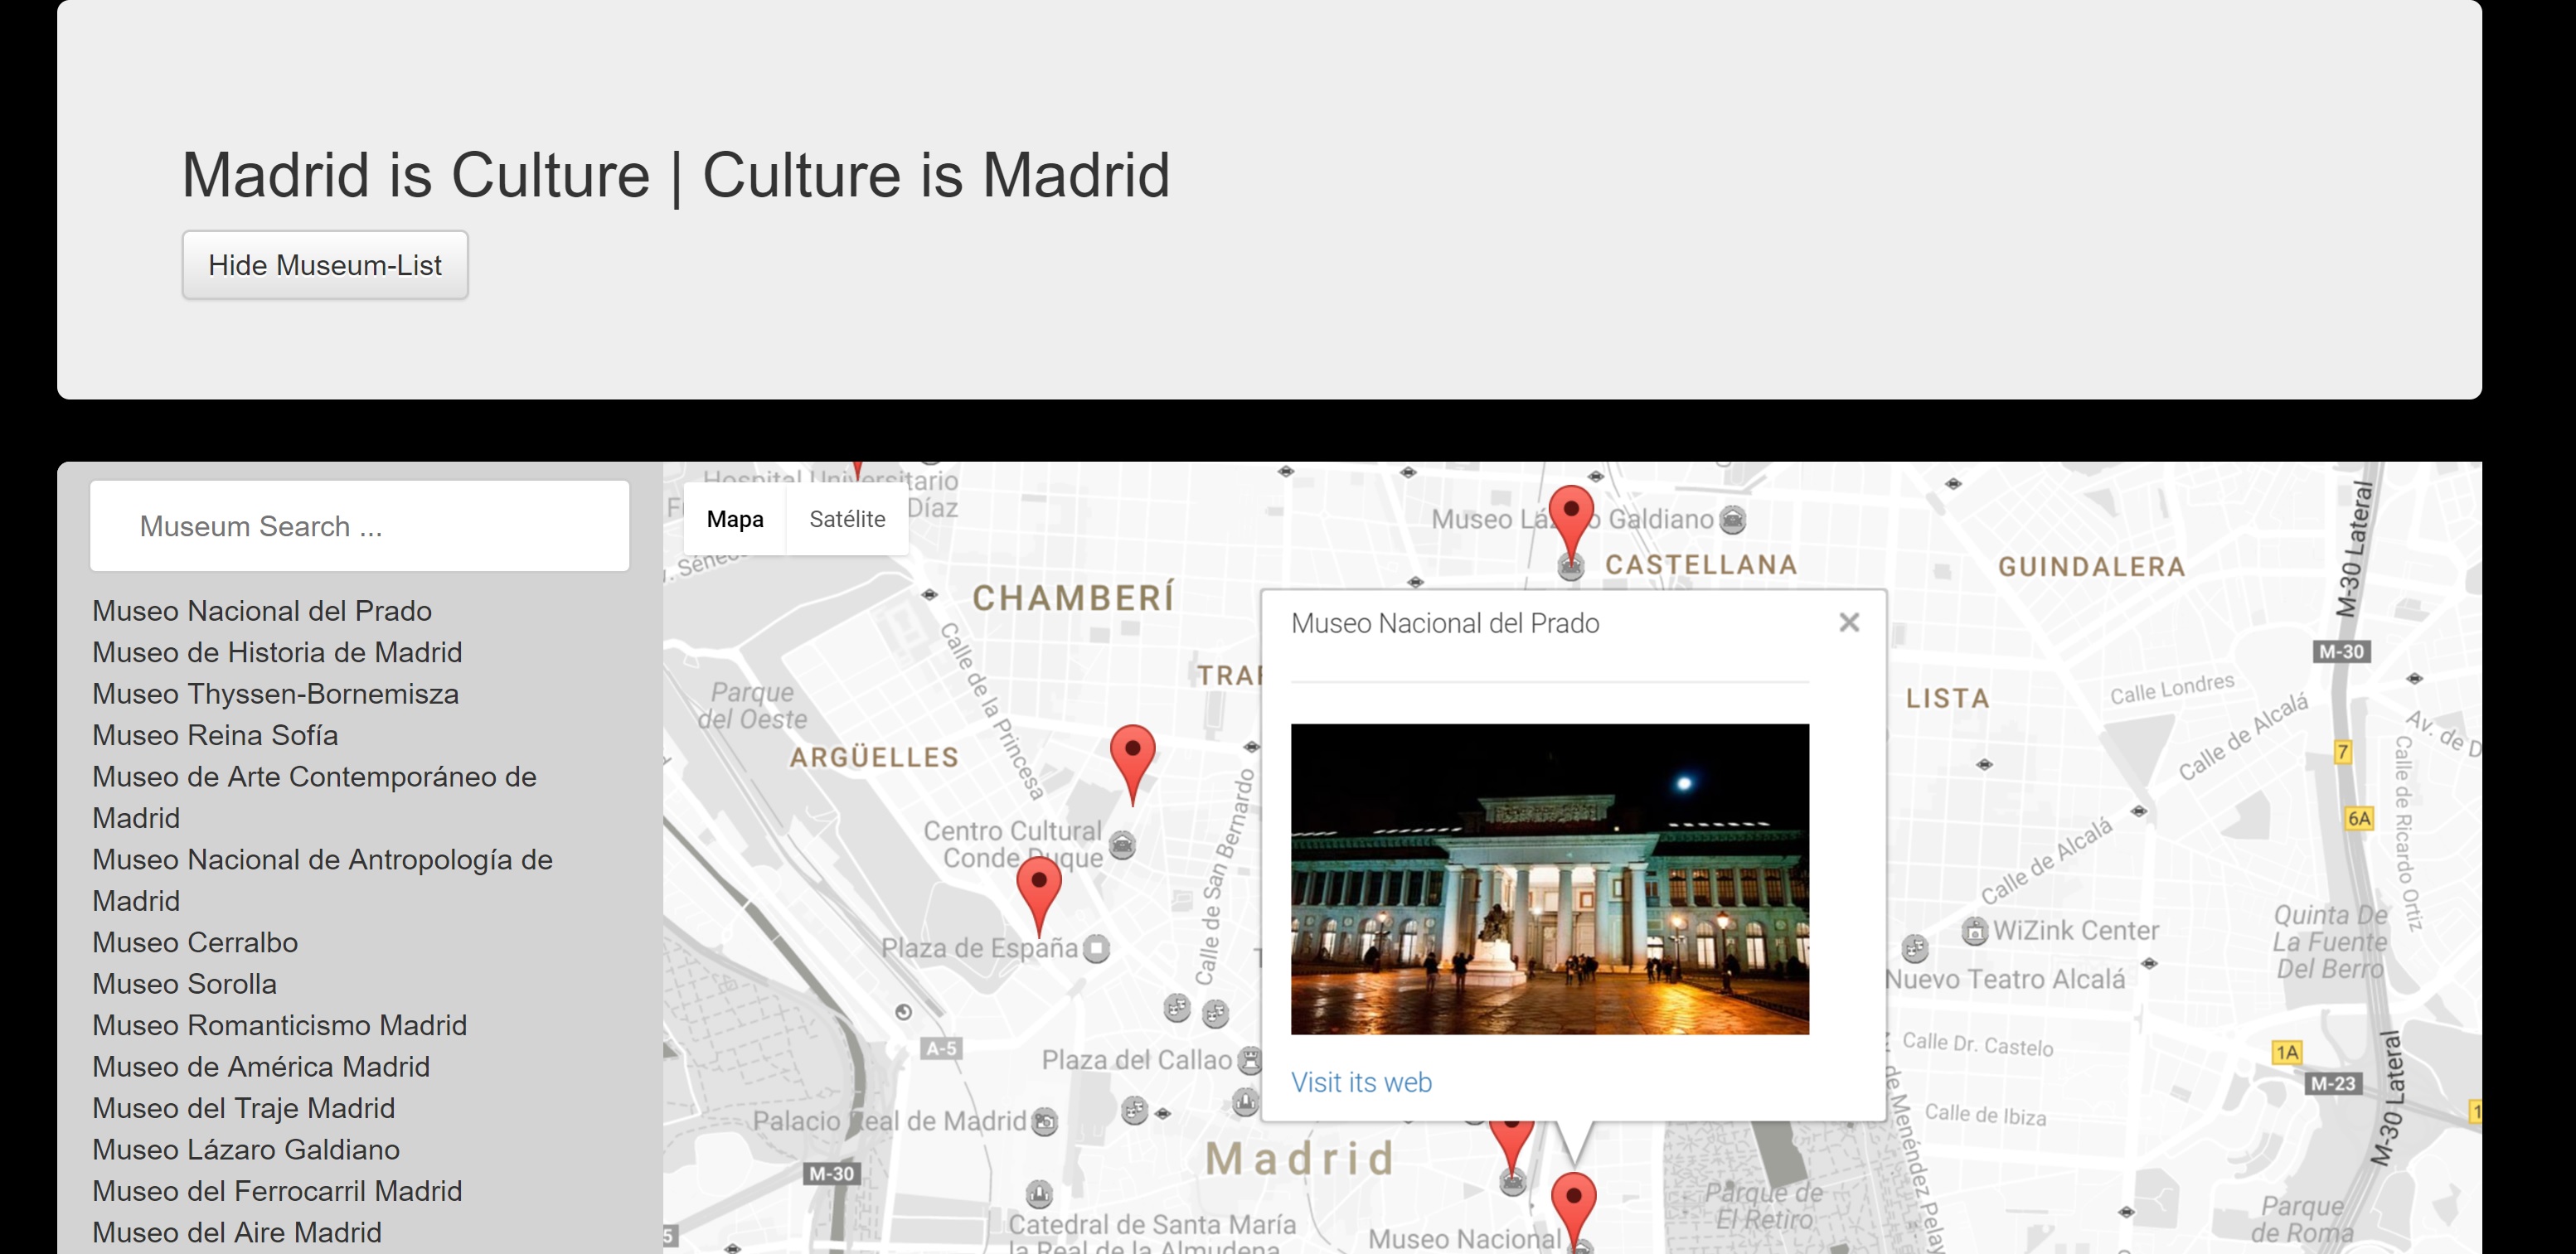 Madrid is Culture | Culture is Madrid
Hide Museum-List
Museum Search ...
Museo Nacional del Prado
Museo de Historia de Madrid
Museo Thyssen-Bornemisza
Museo Reina Sofía
Museo de Arte Contemporáneo de
Madrid
Museo Nacional de Antropología de
Madrid
Museo Cerralbo
Museo Sorolla
Museo Romanticismo Madrid
Museo de América Madrid
Museo del Traje Madrid
Museo Lázaro Galdiano
Museo del Ferrocarril Madrid
Museo del Aire Madrid
Hospital Universitario
Díaz
Mapa
Satélite
Museo Lázaro Galdiano
CASTELLANA
GUINDALERA
M-30 Lateral
CHAMBERÍ
Museo Nacional del Prado
Visit its web
M-30
LISTA
Calle Londres
Calle de Alcalá
Av. de
7
6A
Calle de Ricardo Ortiz
Parque
del Oeste
Calle de la Princesa
ARGÜELLES
Centro Cultural
Conde Duque
Calle de San Bernardo
Plaza de España
Calle de Alcalá
WiZink Center
Nuevo Teatro Alcalá
Quinta De
La Fuente
Del Berro
A-5
Plaza del Callao
Calle Dr. Castelo
1A
M-23
M-30 Lateral
Calle de Ibiza
Palacio Real de Madrid
Madrid
M-30
Catedral de Santa María
la Real de la Almudena
Museo Nacional
Parque de
El Retiro
de Menéndez Pelay
Parque
de Roma